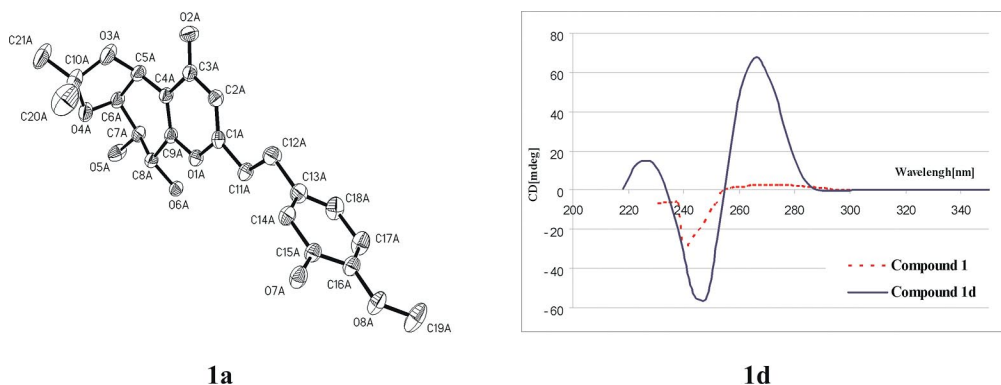 O2A
C21A
O3A
C10A
C5A
C3A
C4A
C2A
C20A
O4A
C6A
C7A
C1A
C12A
C9A
O5A
C8A
O1A
C11A
C13A
O6A
C18A
C14A
C17A
C15A
O7A
C16A
O8A
C19A
1a
80
60
40
20
0
-20
-40
-60
CD[mdeg]
Wavelengh[nm]
200 220 240 260 280 300 320 340
Compound 1
Compound 1d
1d